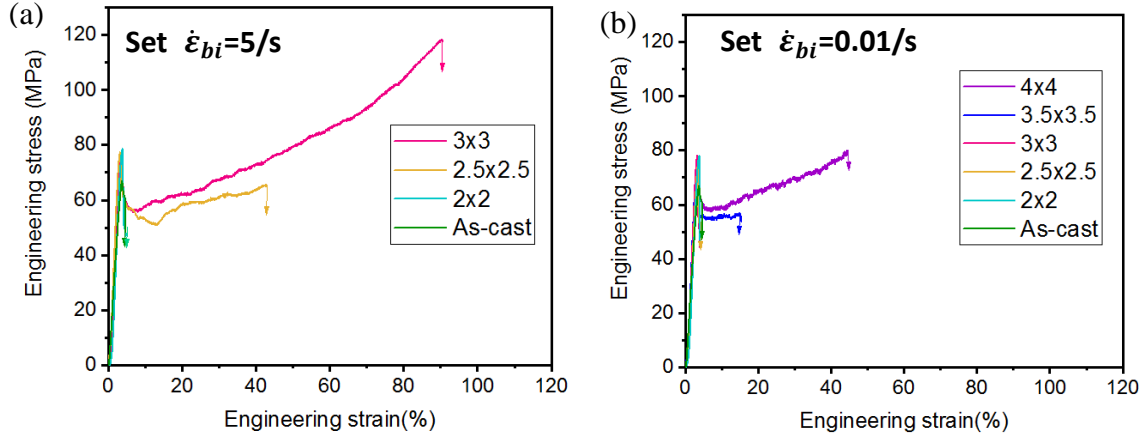 (a)
Set ε̇bi=5/s
Engineering stress (MPa)
120
100
80
60
40
20
0
3x3
2.5x2.5
2x2
As-cast
0 20 40 60 80 100 120
Engineering strain(%)
(b)
Set ε̇bi=0.01/s
Engineering stress (MPa)
120
100
80
60
40
20
0
4x4
3.5x3.5
3x3
2.5x2.5
2x2
As-cast
0 20 40 60 80 100 120
Engineering strain(%)